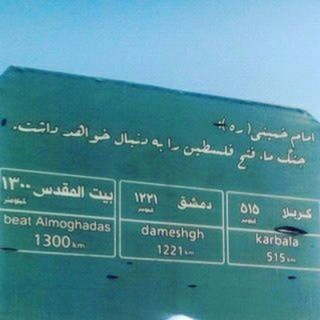 امام خمینی(ره):
جنگ ما، فتح فلسطین را به دنبال خواهد داشت.
کربلا ۵۱۵ کیلومتر
karbala
515 km
دمشق ۱۲۲۱ کیلومتر
dameshgh
1221 km
بیت المقدس ۱۳۰۰ کیلومتر
beat Almoghadas
1300 km